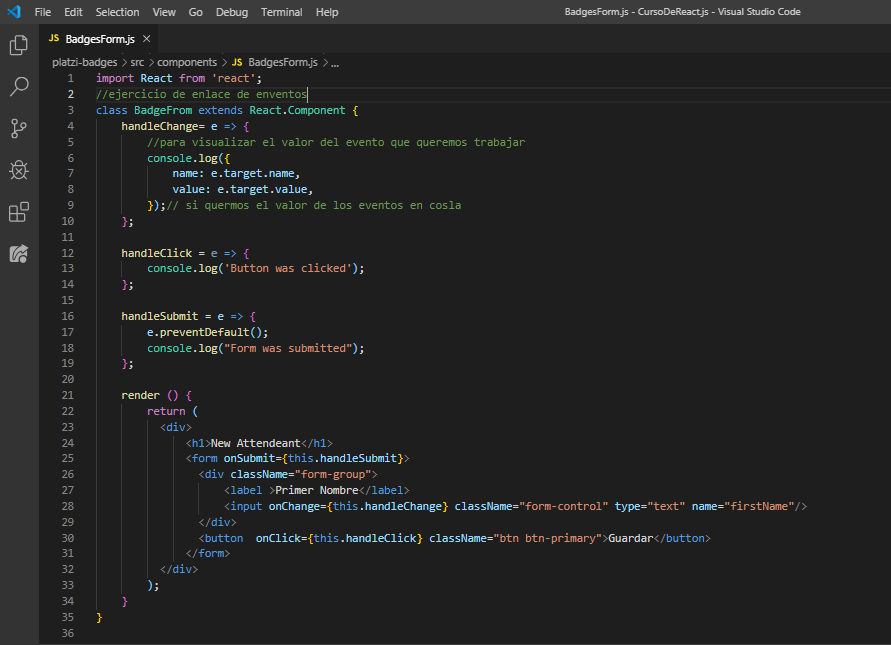 File Edit Selection View Go Debug Terminal Help BadgesForm.js - CursoDeReact.js - Visual Studio Code
JS BadgesForm.js ×
platzi-badges > src > components > JS BadgesForm.js > ...
1 import React from 'react';
2 //ejercicio de enlace de enventos
3 class BadgeFrom extends React.Component {
4 handleChange= e => {
5 //para visualizar el valor del evento que queremos trabajar
6 console.log({
7 name: e.target.name,
8 value: e.target.value,
9 });// si quermos el valor de los eventos en cosla
10 };
11
12 handleClick = e => {
13 console.log('Button was clicked');
14 };
15
16 handleSubmit = e => {
17 e.preventDefault();
18 console.log("Form was submitted");
19 };
20
21 render () {
22 return (
23 <div>
24 <h1>New Attendeant</h1>
25 <form onSubmit={this.handleSubmit}>
26 <div className="form-group">
27 <label >Primer Nombre</label>
28 <input onChange={this.handleChange} className="form-control" type="text" name="firstName"/>
29 </div>
30 <button  onClick={this.handleClick} className="btn btn-primary">Guardar</button>
31 </form>
32 </div>
33 );
34 }
35 }
36